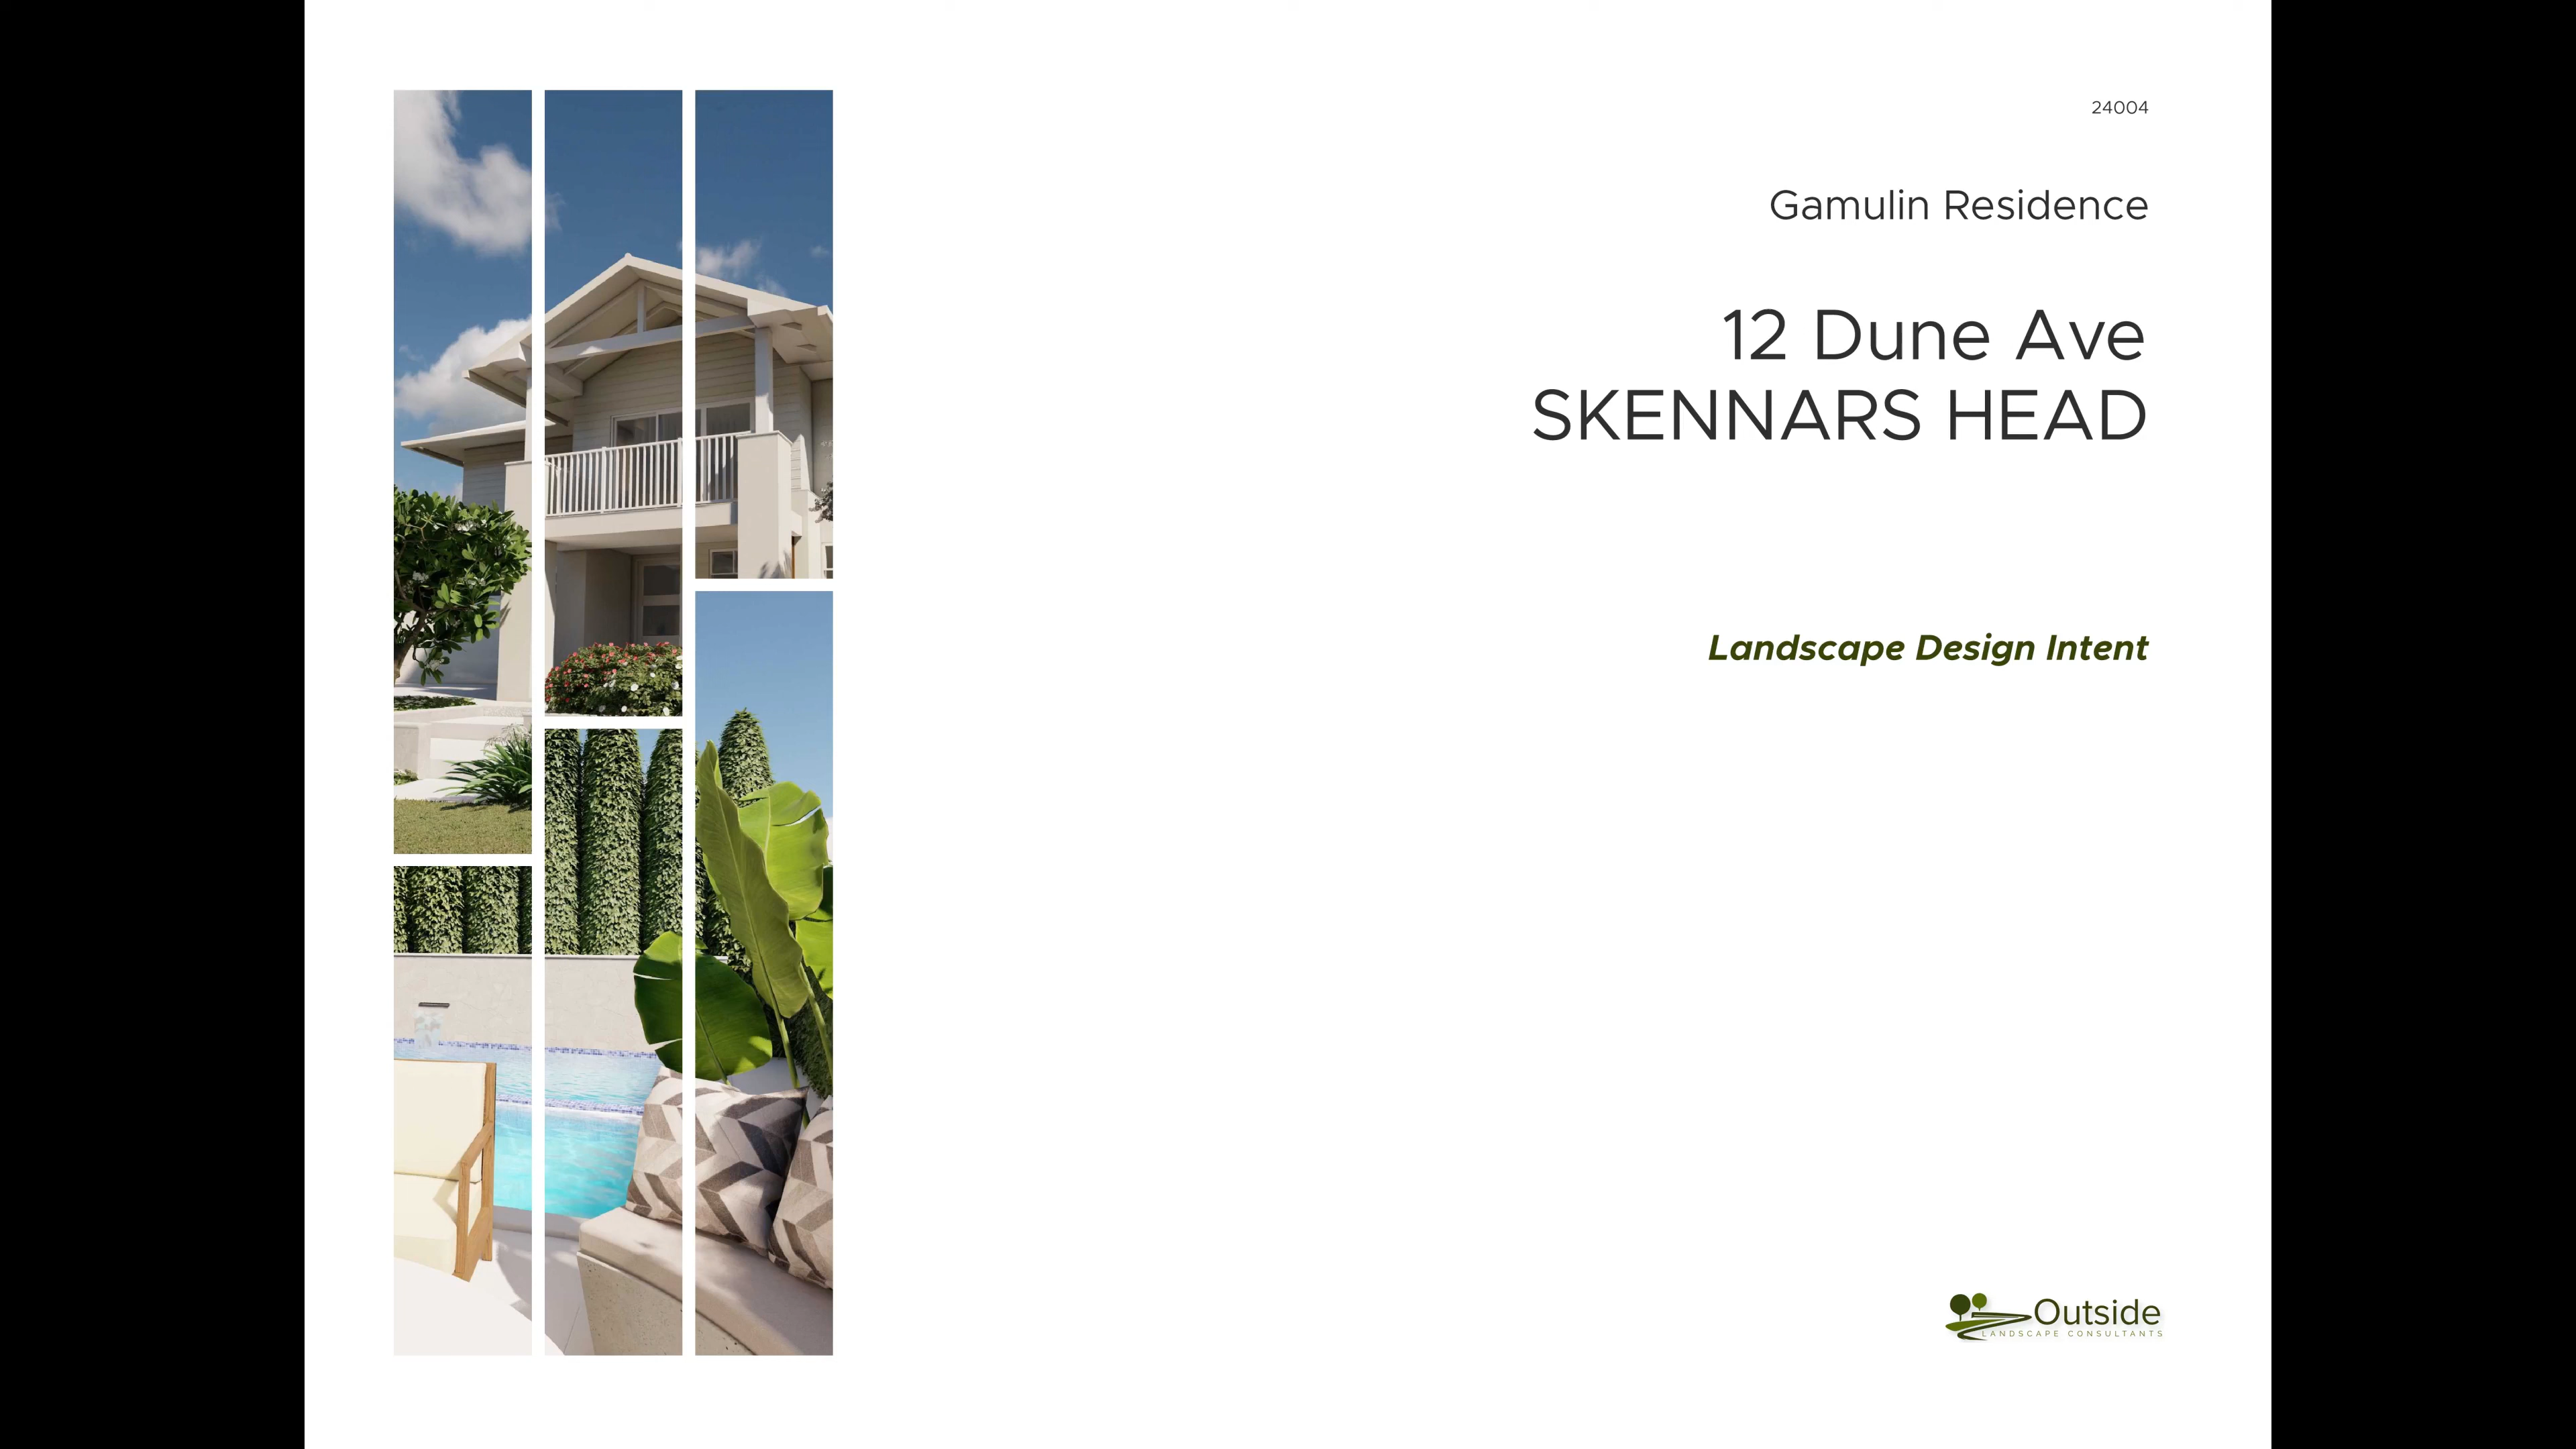 24004
Gamulin Residence
12 Dune Ave
SKENNARS HEAD
Landscape Design Intent
Outside
LANDSCAPE CONSULTANTS